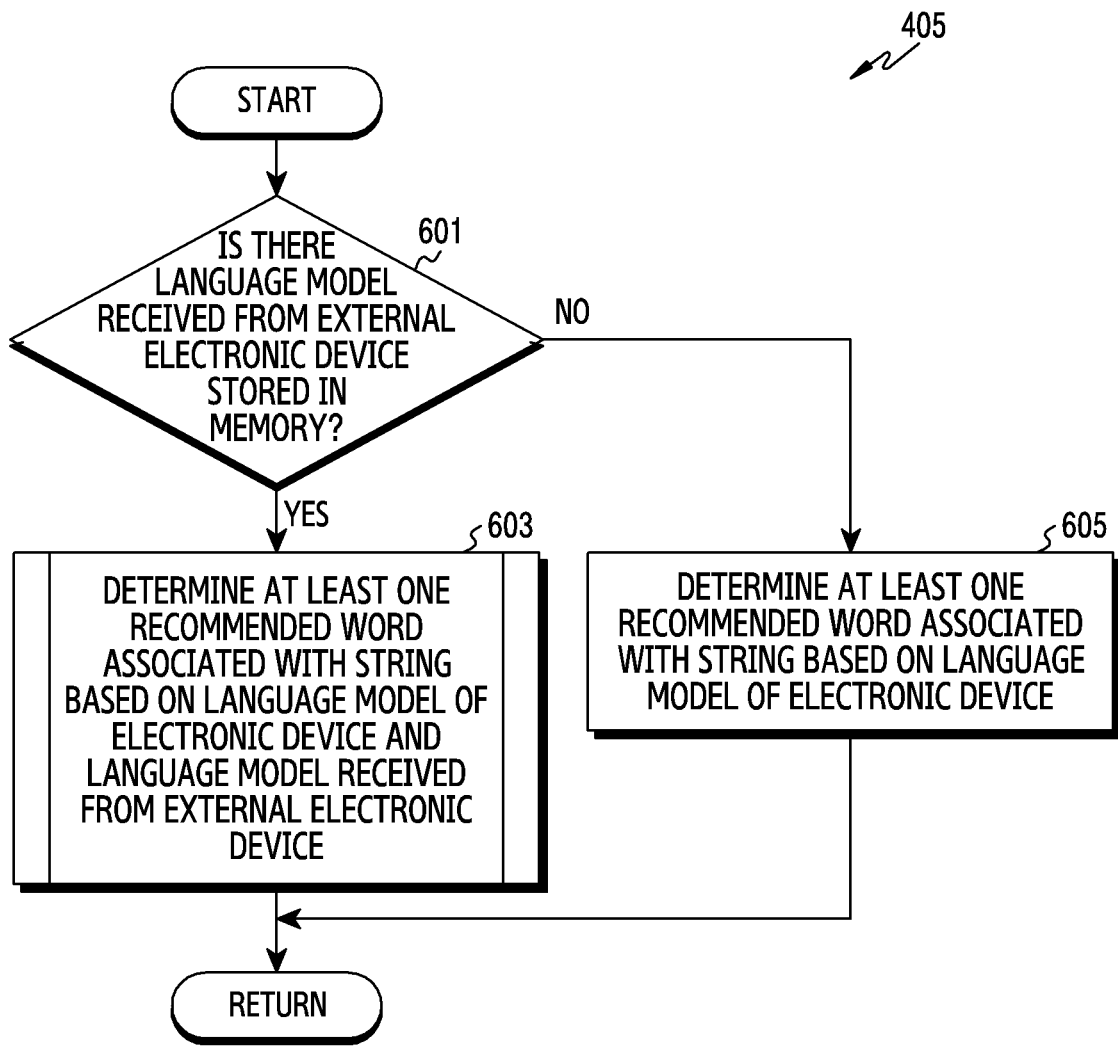 405
START
601
IS THERE
LANGUAGE MODEL
RECEIVED FROM EXTERNAL
ELECTRONIC DEVICE
STORED IN
MEMORY?
NO
YES
603
DETERMINE AT LEAST ONE
RECOMMENDED WORD
ASSOCIATED WITH STRING
BASED ON LANGUAGE MODEL OF
ELECTRONIC DEVICE AND
LANGUAGE MODEL RECEIVED
FROM EXTERNAL ELECTRONIC
DEVICE
605
DETERMINE AT LEAST ONE
RECOMMENDED WORD ASSOCIATED
WITH STRING BASED ON LANGUAGE
MODEL OF ELECTRONIC DEVICE
RETURN